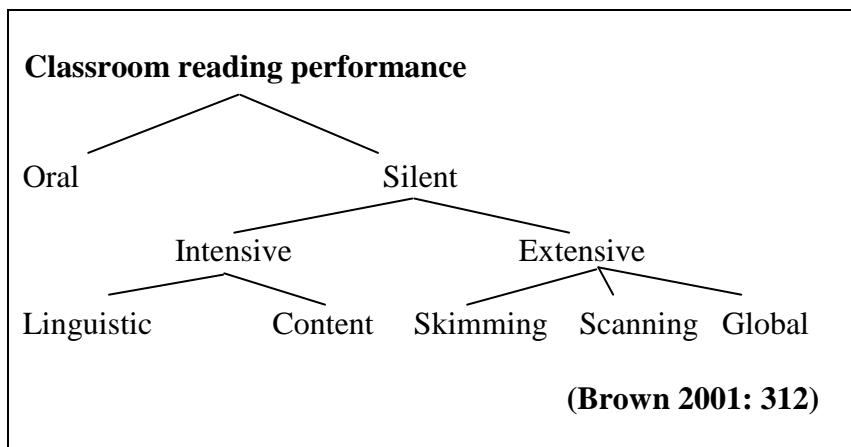 Classroom reading performance
Oral Silent
Intensive Extensive
Linguistic Content Skimming Scanning Global
(Brown 2001: 312)